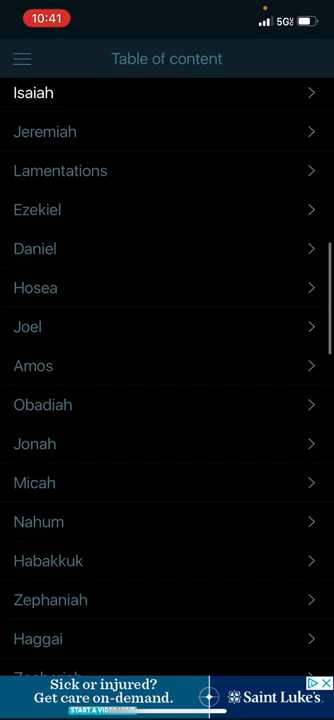 10:41
5G
Table of content
Isaiah
Jeremiah
Lamentations
Ezekiel
Daniel
Hosea
Joel
Amos
Obadiah
Jonah
Micah
Nahum
Habakkuk
Zephaniah
Haggai
Zechariah
Sick or injured?
Get care on-demand.
Saint Luke's